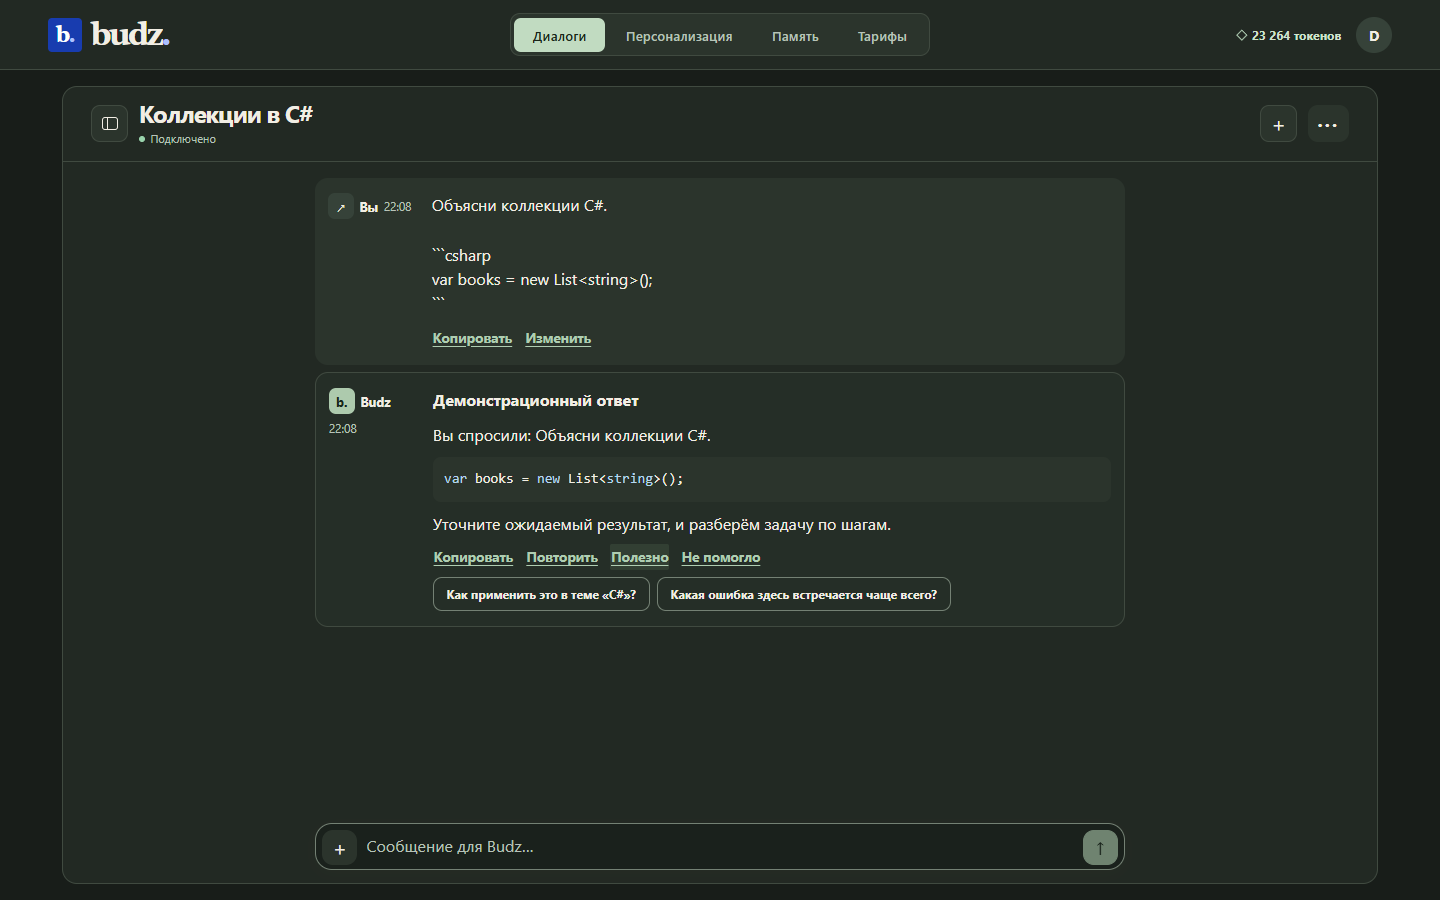 b. budz.
Диалоги Персонализация Память Тарифы
23 264 токенов D
Коллекции в C#
Подключено
+ ...
Вы 22:08 Объясни коллекции C#.
```csharp
var books = new List<string>();
```
Копировать Изменить
b. Budz
22:08
Демонстрационный ответ
Вы спросили: Объясни коллекции C#.
var books = new List<string>();
Уточните ожидаемый результат, и разберём задачу по шагам.
Копировать Повторить Полезно Не помогло
Как применить это в теме «C#»? Какая ошибка здесь встречается чаще всего?
+ Сообщение для Budz... ↑